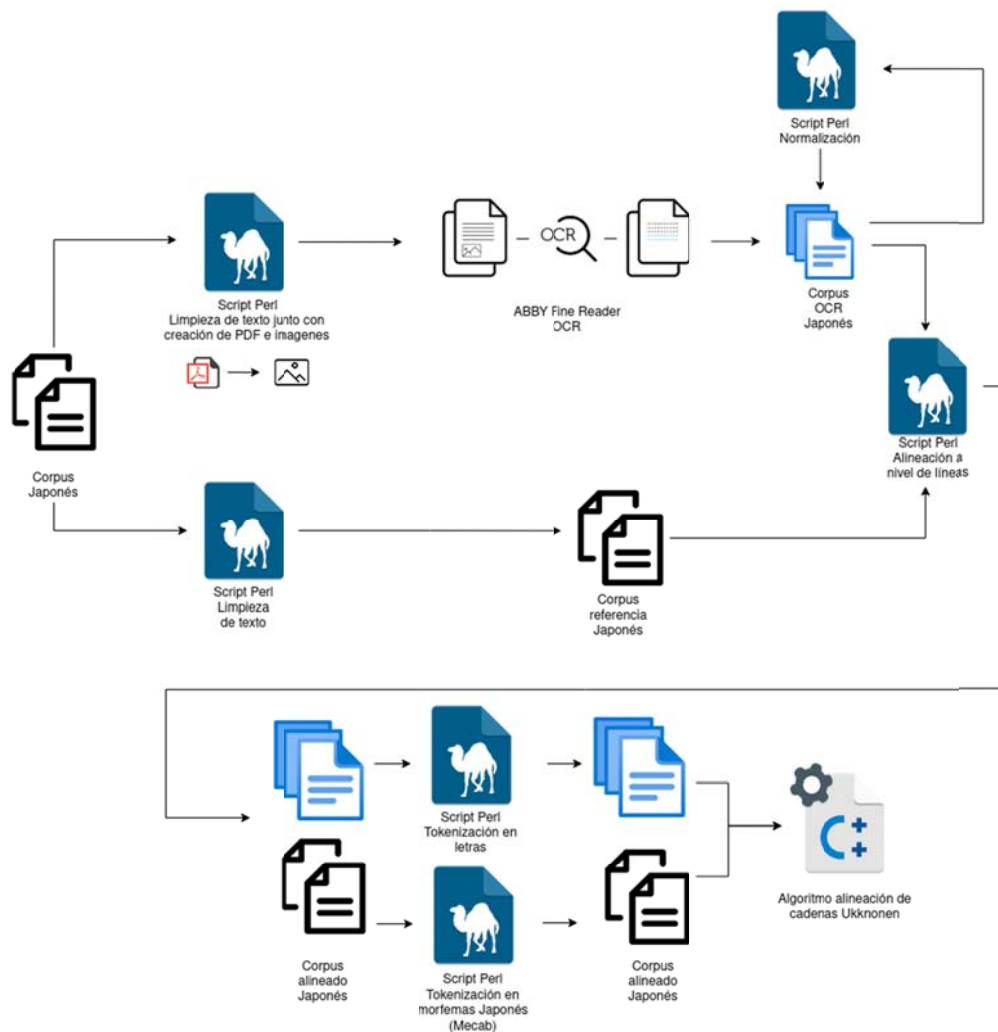 Script Perl
Normalización
Script Perl
Limpieza de texto junto con
creación de PDF e imagenes
OCR
ABBY Fine Reader
OCR
Corpus
OCR
Japonés
Corpus
Japonés
Script Perl
Alineación a
nivel de líneas
Script Perl
Limpieza
de texto
Corpus
referencia
Japonés
Script Perl
Tokenización en
letras
C++
Algoritmo alineación de
cadenas Ukknonen
Corpus
alineado
Japonés
Script Perl
Tokenización en
morfemas Japonés
(Mecab)
Corpus
alineado
Japonés